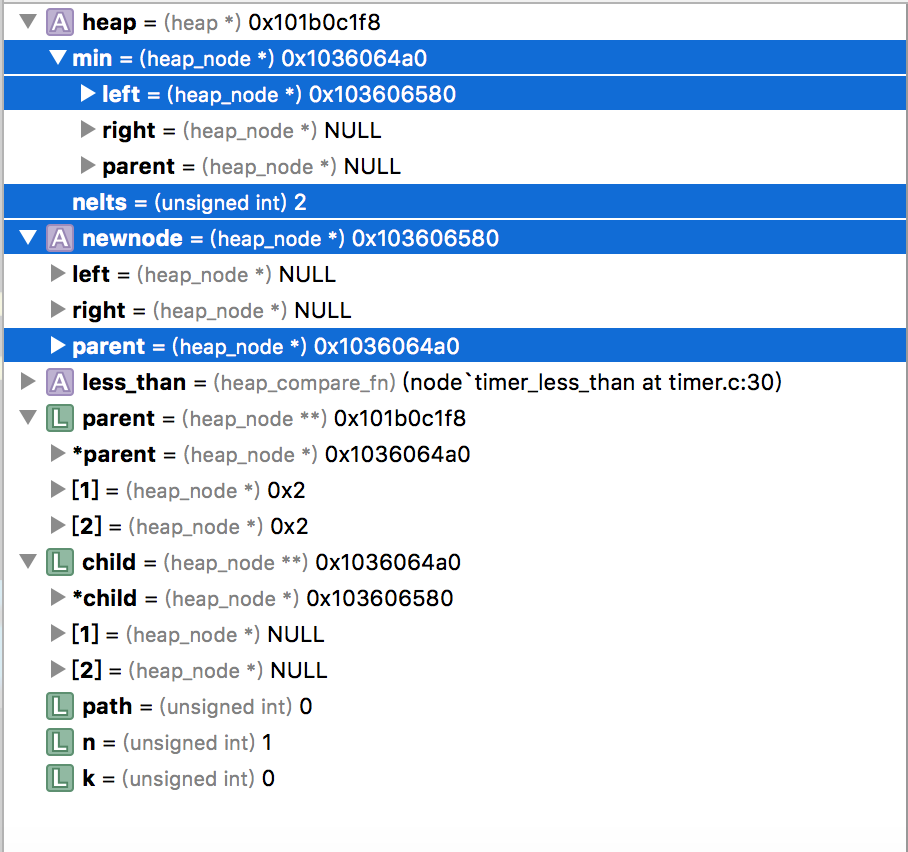 A heap = (heap *) 0x101b0c1f8
min = (heap_node *) 0x1036064a0
left = (heap_node *) 0x103606580
right = (heap_node *) NULL
parent = (heap_node *) NULL
nelts = (unsigned int) 2
A newnode = (heap_node *) 0x103606580
left = (heap_node *) NULL
right = (heap_node *) NULL
parent = (heap_node *) 0x1036064a0
A less_than = (heap_compare_fn) (node`timer_less_than at timer.c:30)
L parent = (heap_node **) 0x101b0c1f8
*parent = (heap_node *) 0x1036064a0
[1] = (heap_node *) 0x2
[2] = (heap_node *) 0x2
L child = (heap_node **) 0x1036064a0
*child = (heap_node *) 0x103606580
[1] = (heap_node *) NULL
[2] = (heap_node *) NULL
L path = (unsigned int) 0
L n = (unsigned int) 1
L k = (unsigned int) 0